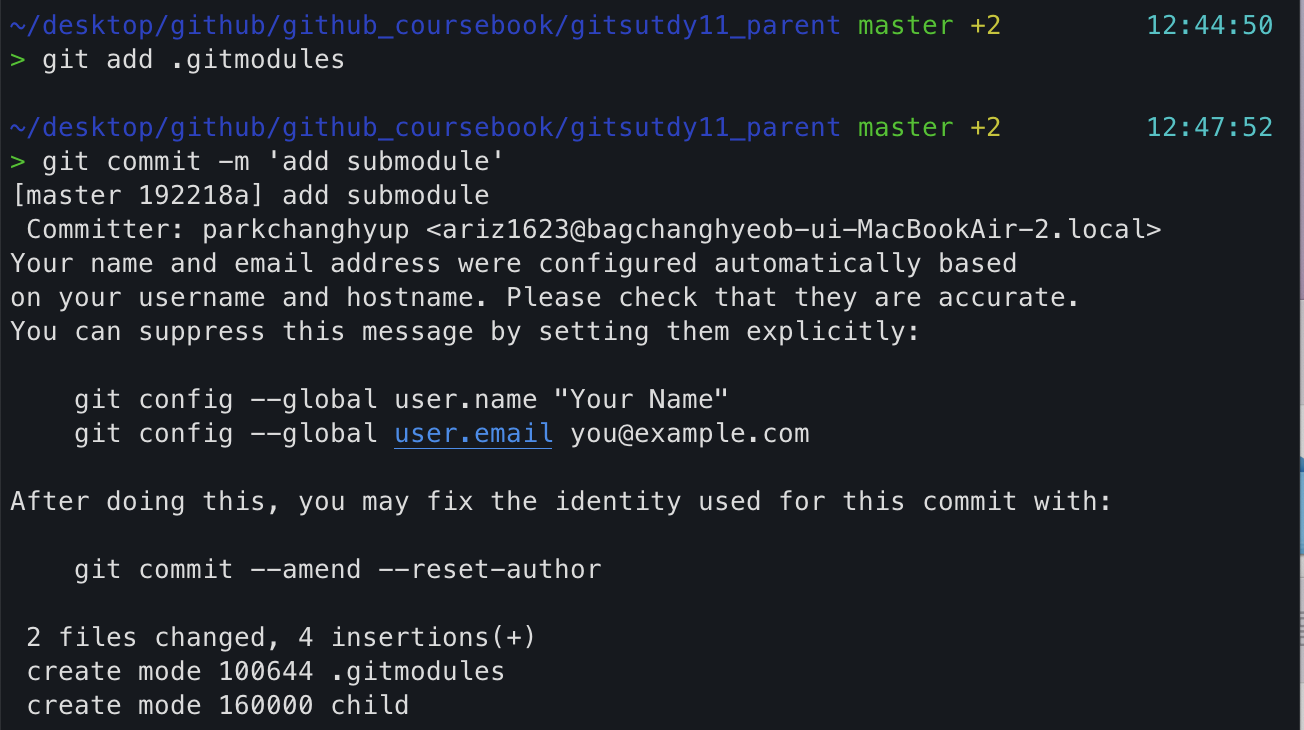 ~/desktop/github/github_coursebook/gitsutdy11_parent master +2 12:44:50
> git add .gitmodules
~/desktop/github/github_coursebook/gitsutdy11_parent master +2 12:47:52
> git commit -m 'add submodule'
[master 192218a] add submodule
Committer: parkchanghyup <ariz1623@bagchanghyeob-ui-MacBookAir-2.local>
Your name and email address were configured automatically based
on your username and hostname. Please check that they are accurate.
You can suppress this message by setting them explicitly:
git config --global user.name "Your Name"
git config --global user.email you@example.com
After doing this, you may fix the identity used for this commit with:
git commit --amend --reset-author
2 files changed, 4 insertions(+)
create mode 100644 .gitmodules
create mode 160000 child